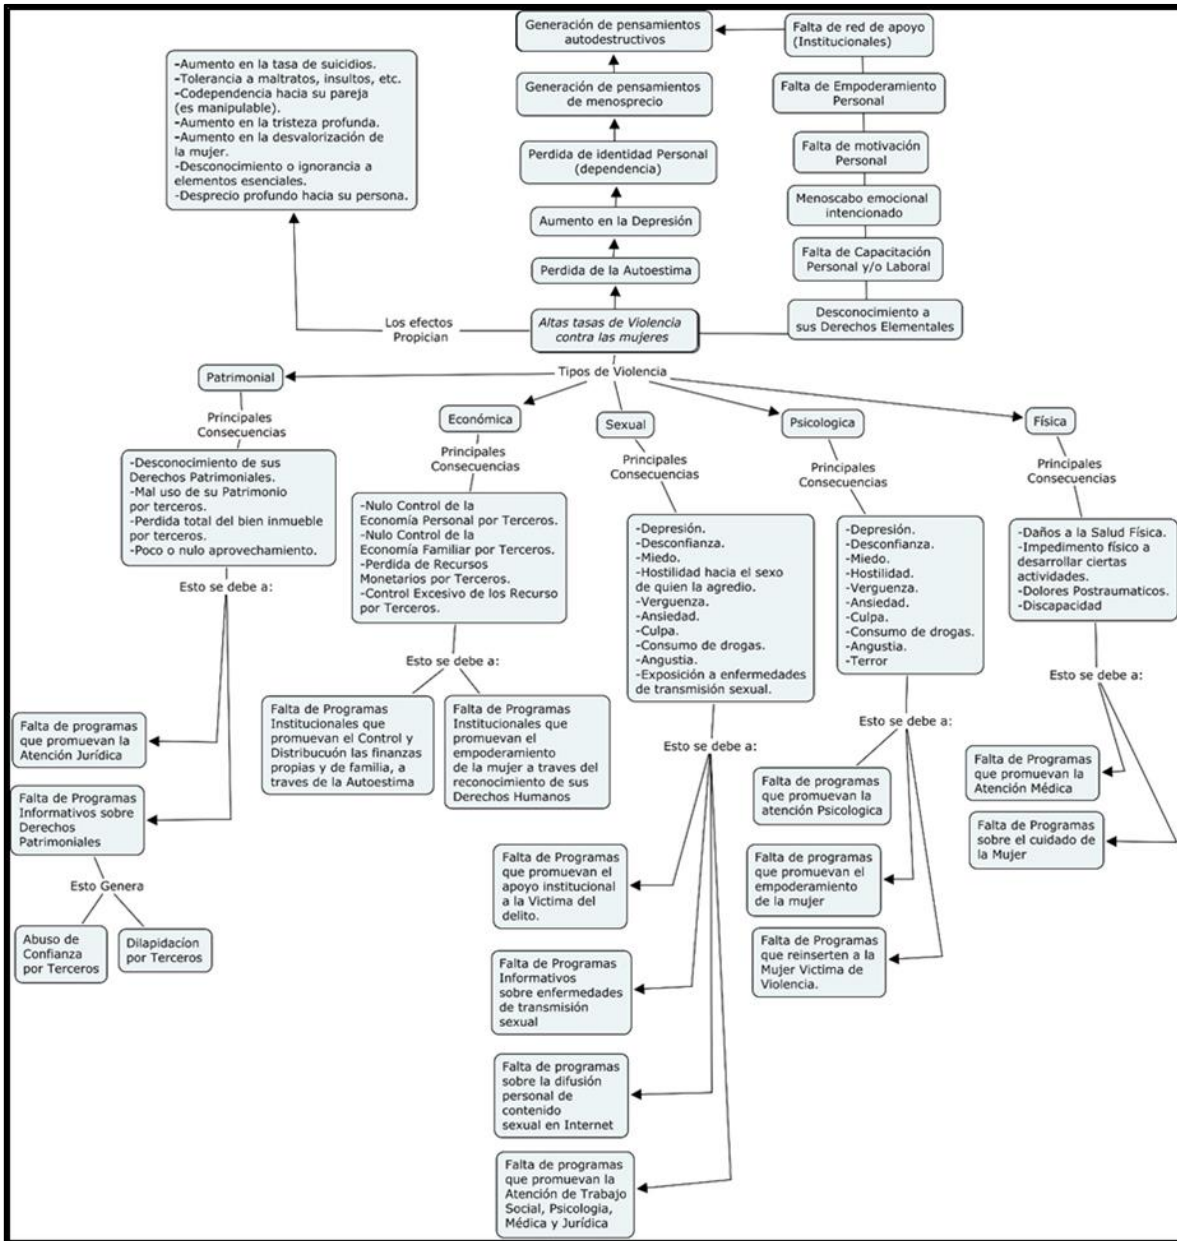 Generación de pensamientos
autodestructivos
Falta de red de apoyo
(Institucionales)
-Aumento en la tasa de suicidios.
-Tolerancia a maltratos, insultos, etc.
-Codependencia hacia su pareja
(es manipulable).
-Aumento en la tristeza profunda.
-Aumento en la desvalorización de
la mujer.
-Desconocimiento o ignorancia a
elementos esenciales.
-Desprecio profundo hacia su persona.
Generación de pensamientos
de menosprecio
Falta de Empoderamiento
Personal
Perdida de identidad Personal
(dependencia)
Falta de motivación
Personal
Aumento en la Depresión
Menoscabo emocional
intencionado
Perdida de la Autoestima
Falta de Capacitación
Personal y/o Laboral
Los efectos
Propician
Altas tasas de Violencia
contra las mujeres
Desconocimiento a
sus Derechos Elementales
Tipos de Violencia
Patrimonial
Principales
Consecuencias
-Desconocimiento de sus
Derechos Patrimoniales.
-Mal uso de su Patrimonio
por terceros.
-Perdida total del bien inmueble
por terceros.
-Poco o nulo aprovechamiento.
Esto se debe a:
Falta de programas
que promuevan la
Atención Jurídica
Falta de Programas
Informativos sobre
Derechos
Patrimoniales
Esto Genera
Abuso de
Confianza
por Terceros
Dilapidacíon
por Terceros
Económica
Principales
Consecuencias
-Nulo Control de la
Economía Personal por Terceros.
-Nulo Control de la
Economía Familiar por Terceros.
-Perdida de Recursos
Monetarios por Terceros.
-Control Excesivo de los Recurso
por Terceros.
Esto se debe a:
Falta de Programas
Institucionales que
promuevan el Control y
Distribucuón las finanzas
propias y de familia, a
traves de la Autoestima
Falta de Programas
Institucionales que
promuevan el
empoderamiento
de la mujer a traves del
reconocimiento de sus
Derechos Humanos
Sexual
Principales
Consecuencias
-Depresión.
-Desconfianza.
-Miedo.
-Hostilidad hacia el sexo
de quien la agredio.
-Verguenza.
-Ansiedad.
-Culpa.
-Consumo de drogas.
-Angustia.
-Exposición a enfermedades
de transmisión sexual.
Esto se debe a:
Falta de Programas
que promuevan el
apoyo institucional
a la Victima del
delito.
Falta de Programas
Informativos
sobre enfermedades
de transmisión
sexual
Falta de programas
sobre la difusión
personal de
contenido
sexual en Internet
Falta de programas
que promuevan la
Atención de Trabajo
Social, Psicologia,
Médica y Jurídica
Psicologica
Principales
Consecuencias
-Depresión.
-Desconfianza.
-Miedo.
-Hostilidad.
-Verguenza.
-Ansiedad.
-Culpa.
-Consumo de drogas.
-Angustia.
-Terror
Esto se debe a:
Falta de programas
que promuevan la
atención Psicologica
Falta de programas
que promuevan el
empoderamiento
de la mujer
Falta de Programas
que reinserten a la
Mujer Victima de
Violencia.
Física
Principales
Consecuencias
-Daños a la Salud Física.
-Impedimento físico a
desarrollar ciertas
actividades.
-Dolores Postraumaticos.
-Discapacidad
Esto se debe a:
Falta de Programas
que promuevan la
Atención Médica
Falta de Programas
sobre el cuidado de
la Mujer